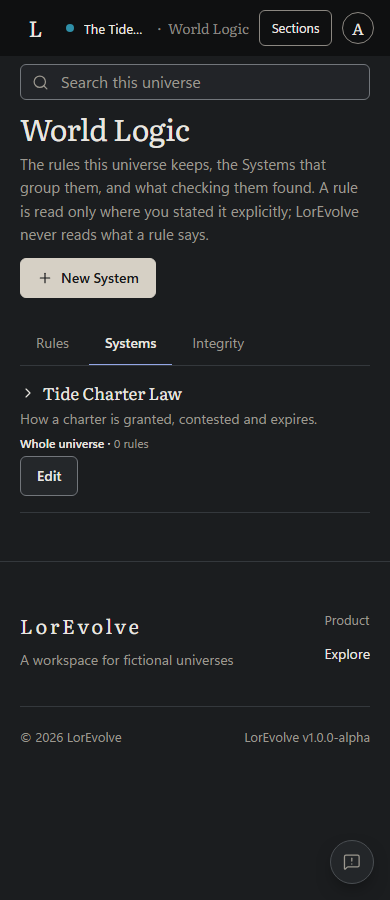 L
The Tide... · World Logic
Sections
A
Search this universe
World Logic
The rules this universe keeps, the Systems that
group them, and what checking them found. A rule
is read only where you stated it explicitly; LorEvolve
never reads what a rule says.
New System
Rules
Systems
Integrity
Tide Charter Law
How a charter is granted, contested and expires.
Whole universe · 0 rules
Edit
LorEvolve
A workspace for fictional universes
Product
Explore
© 2026 LorEvolve
LorEvolve v1.0.0-alpha